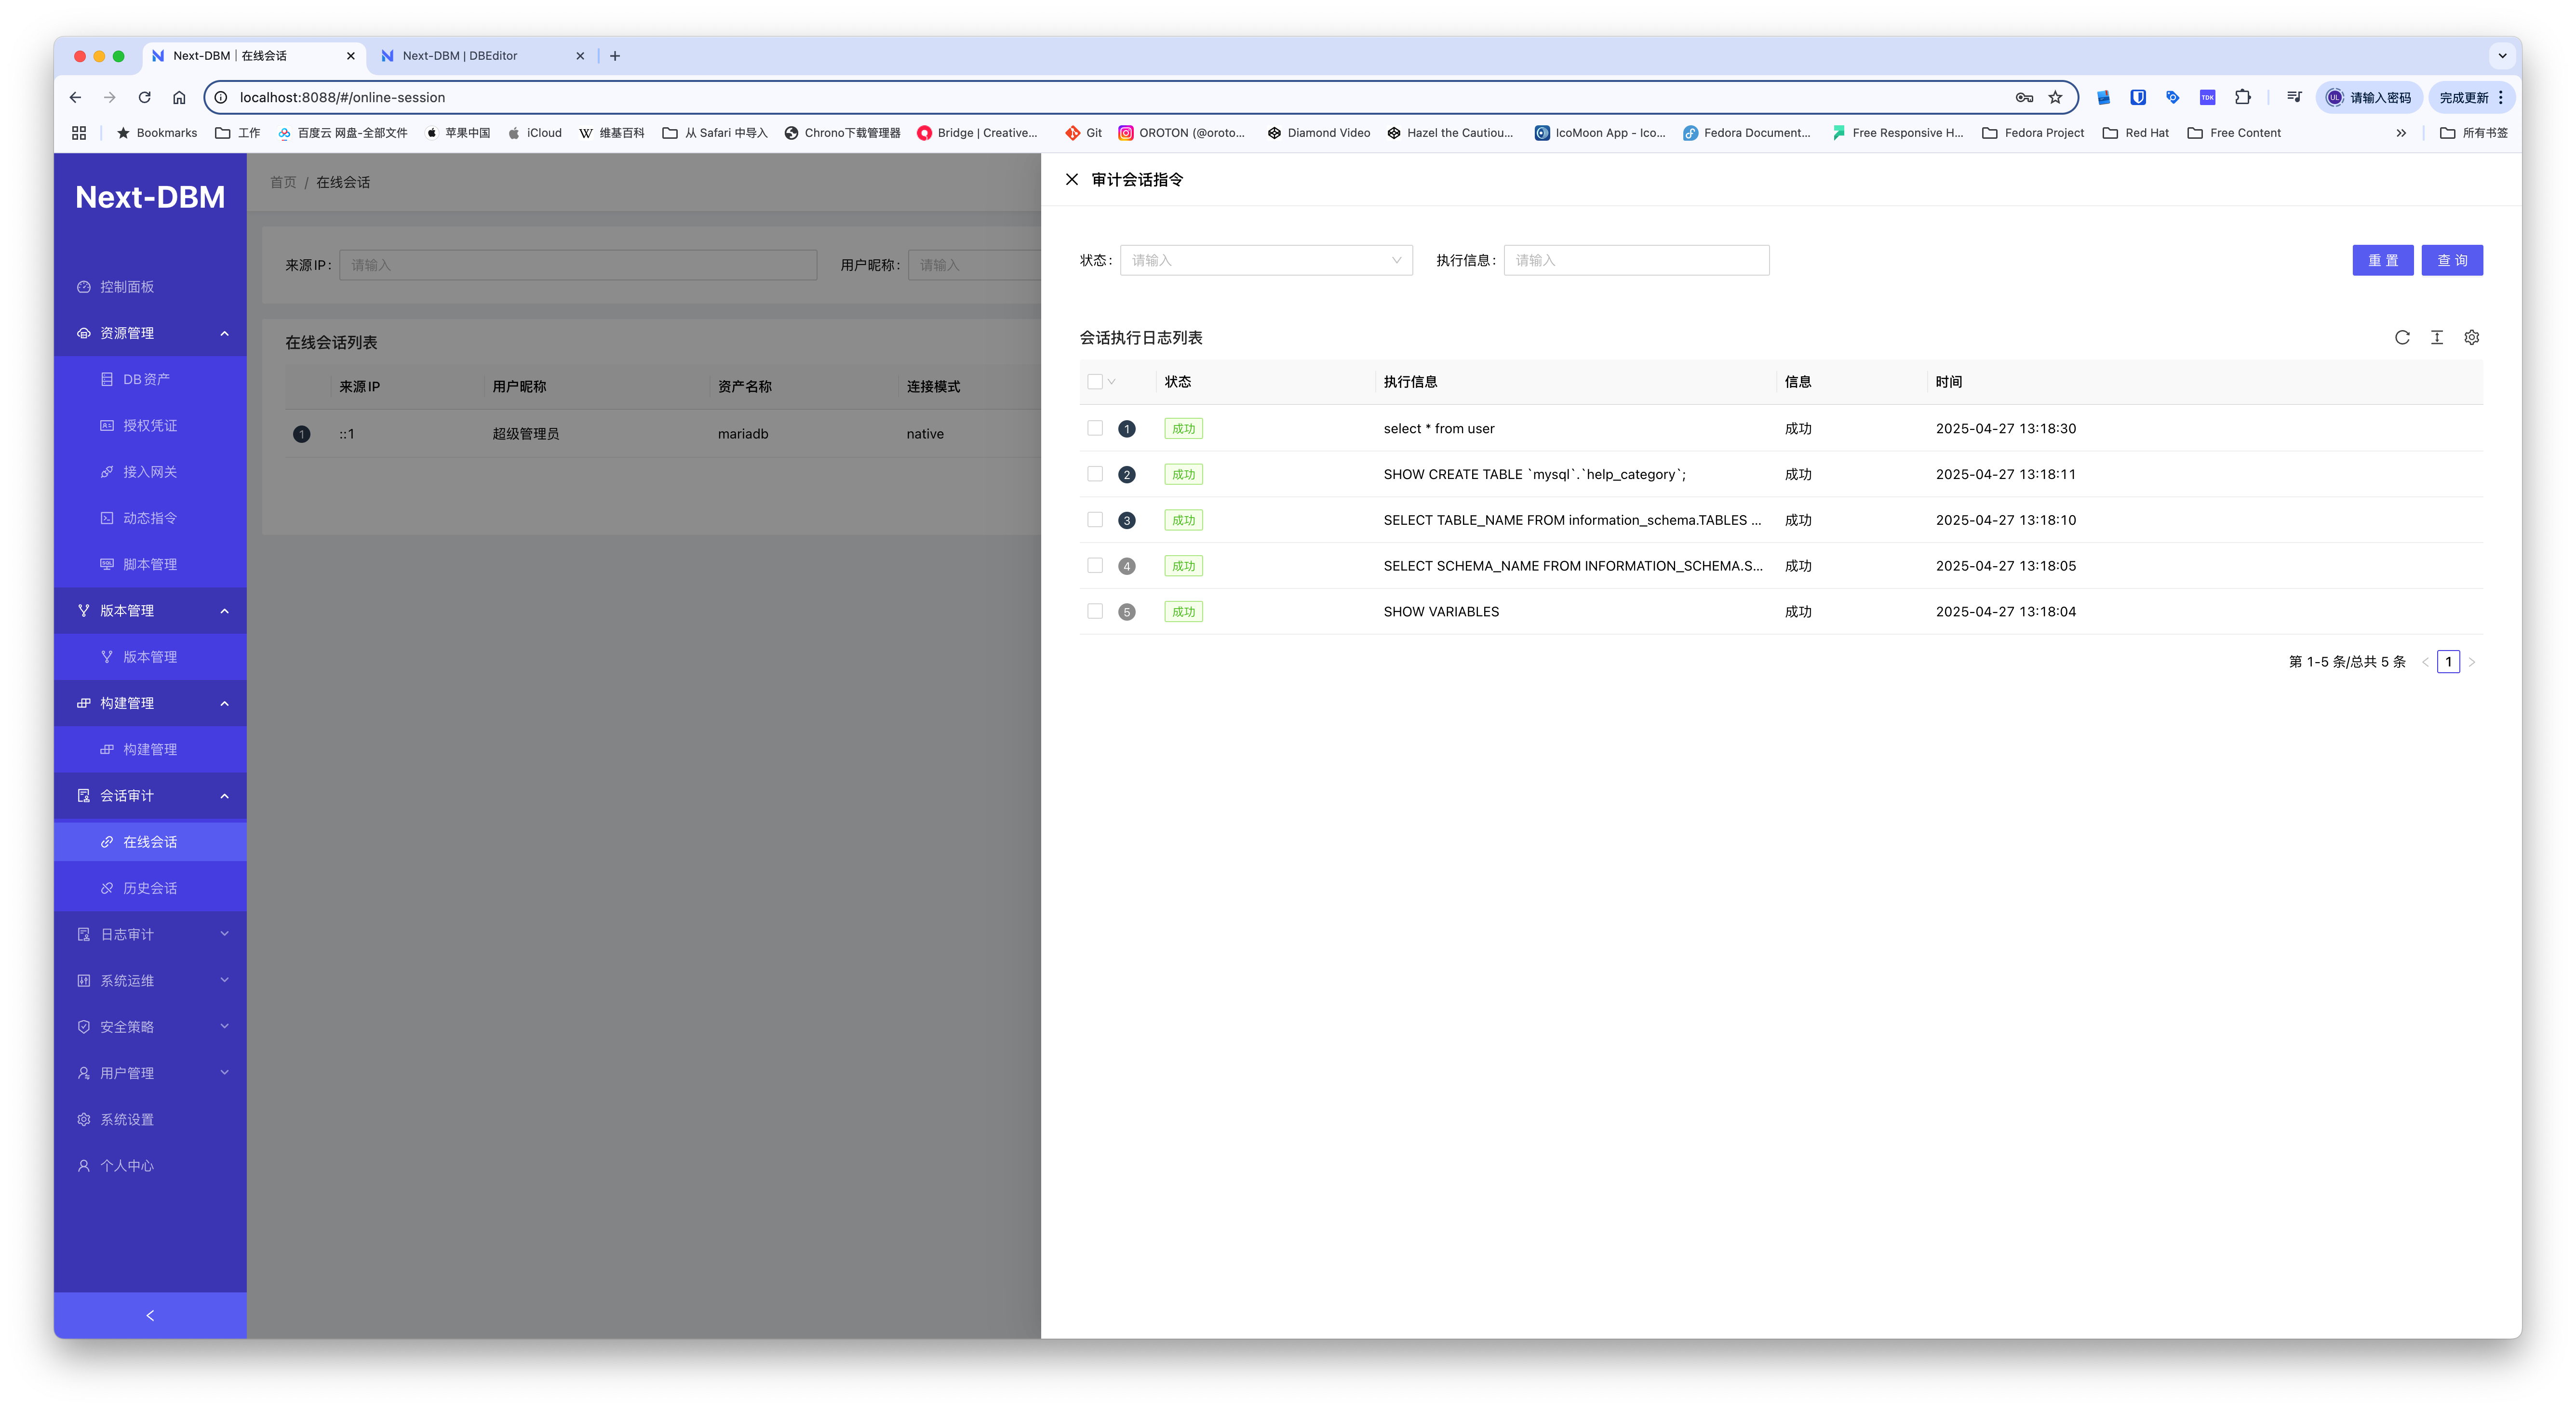 Next-DBM | 在线会话
Next-DBM | DBEditor
localhost:8088/#/online-session
TDK
UL
请输入密码
完成更新
Bookmarks
工作
百度云 网盘-全部文件
苹果中国
iCloud
维基百科
从 Safari 中导入
Chrono下载管理器
Bridge | Creative...
Git
OROTON (@oroto...
Diamond Video
Hazel the Cautiou...
IcoMoon App - Ico...
Fedora Document...
Free Responsive H...
Fedora Project
Red Hat
Free Content
所有书签
Next-DBM
控制面板
资源管理
DB资产
授权凭证
接入网关
动态指令
脚本管理
版本管理
版本管理
构建管理
构建管理
会话审计
在线会话
历史会话
日志审计
系统运维
安全策略
用户管理
系统设置
个人中心
首页 / 在线会话
来源IP: 请输入 用户昵称: 请输入
在线会话列表
来源IP 用户昵称 资产名称 连接模式
1 ::1 超级管理员 mariadb native
审计会话指令
状态: 请输入 执行信息: 请输入 重置 查询
会话执行日志列表
状态 执行信息 信息 时间
1 成功 select * from user 成功 2025-04-27 13:18:30
2 成功 SHOW CREATE TABLE `mysql`.`help_category`; 成功 2025-04-27 13:18:11
3 成功 SELECT TABLE_NAME FROM information_schema.TABLES ... 成功 2025-04-27 13:18:10
4 成功 SELECT SCHEMA_NAME FROM INFORMATION_SCHEMA.S... 成功 2025-04-27 13:18:05
5 成功 SHOW VARIABLES 成功 2025-04-27 13:18:04
第 1-5 条/总共 5 条 1